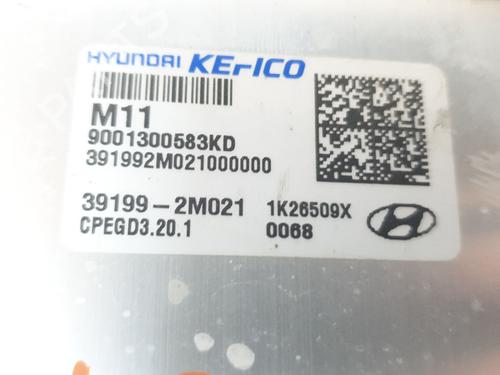 HYUNDAI KEFICO
M11
9001300583KD
391992M021000000
39199-2M021 1K26509X
CPEGD3.20.1 0068